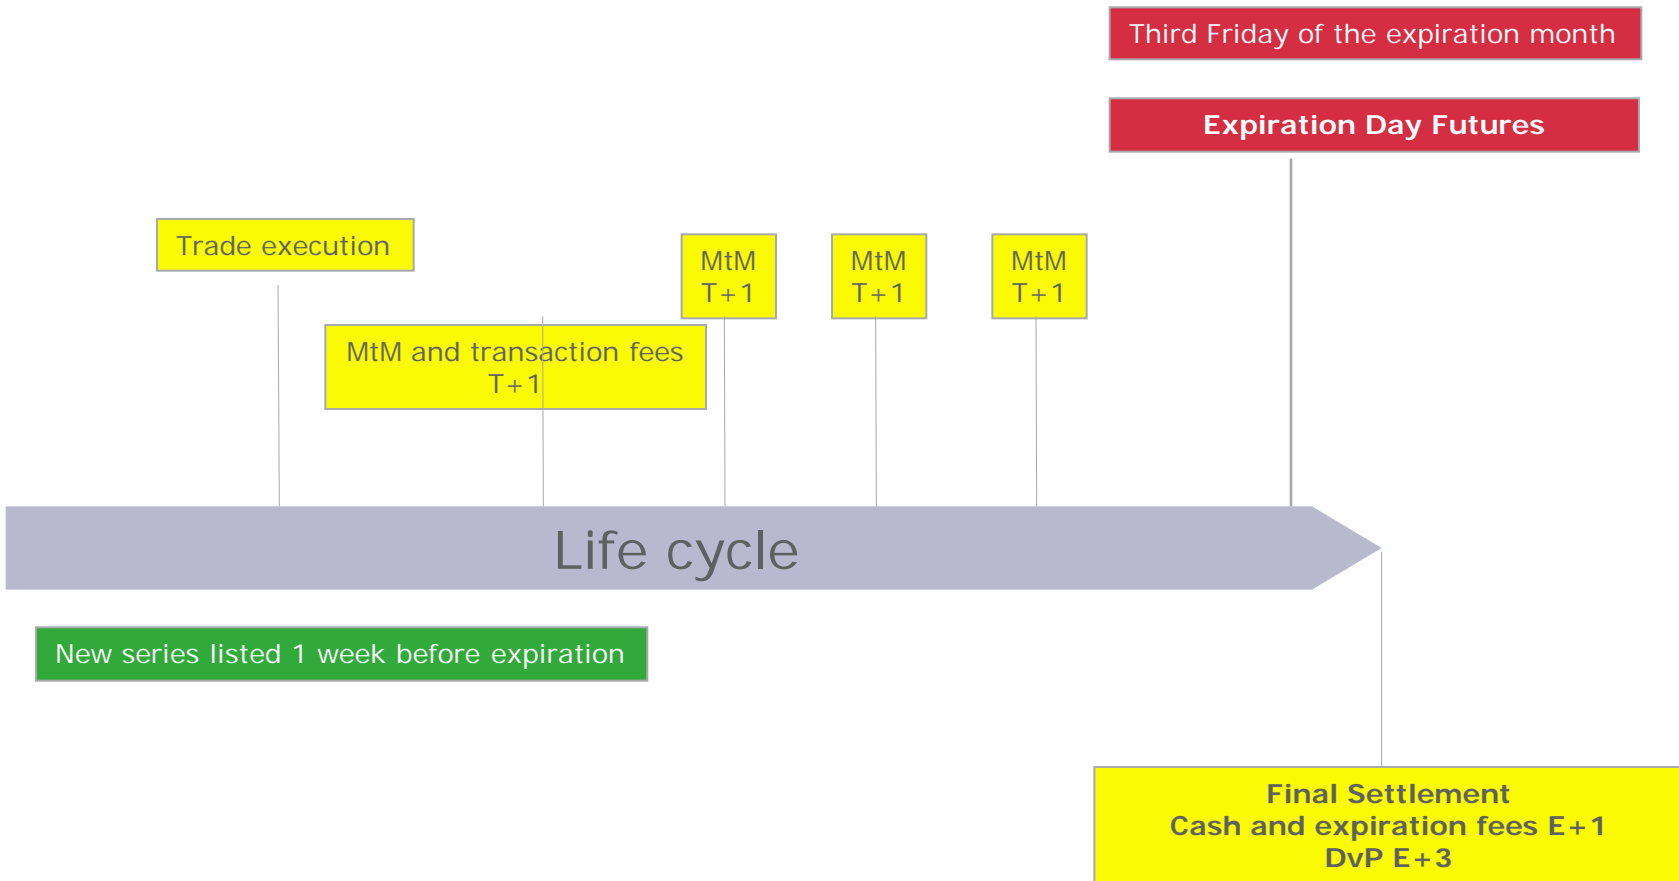 Third Friday of the expiration month
Expiration Day Futures
Trade execution
MtM
T+1
MtM
T+1
MtM
T+1
MtM and transaction fees
T+1
Life cycle
New series listed 1 week before expiration
Final Settlement
Cash and expiration fees E+1
DvP E+3